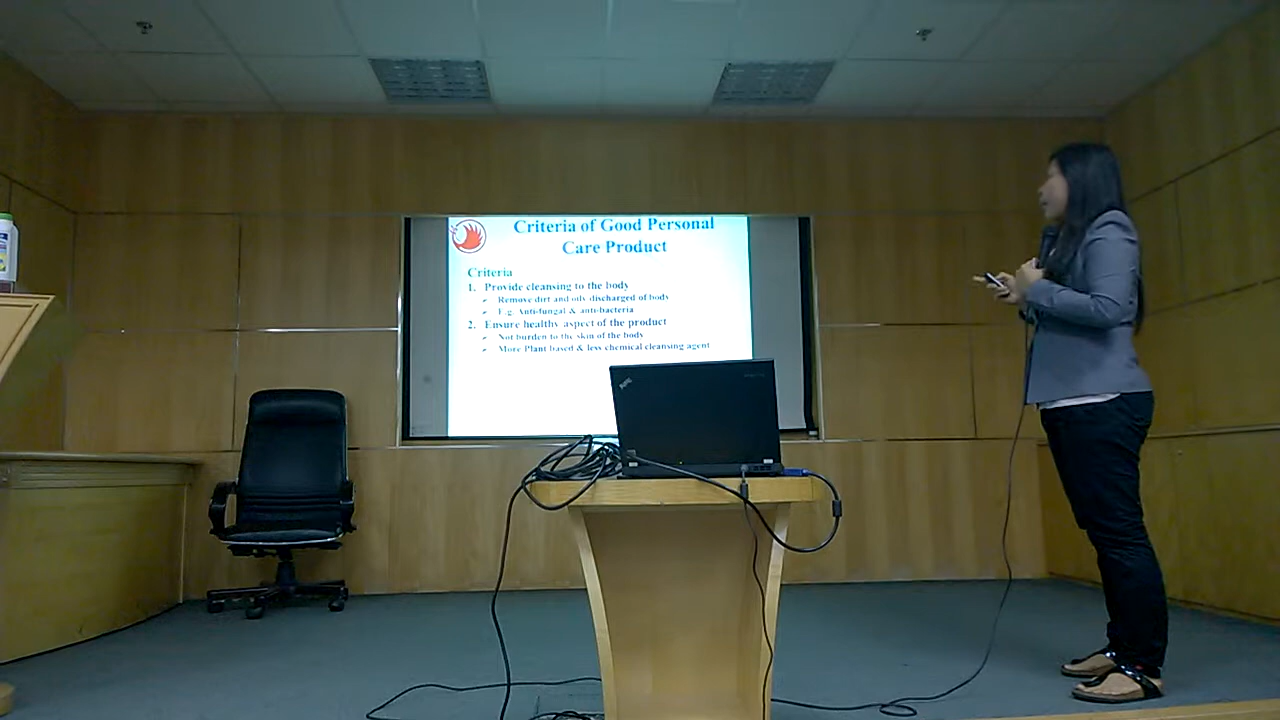 Criteria of Good Personal
Care Product
Criteria
1. Provide cleansing to the body
Remove dirt and oily discharged of body
E.g. Anti-fungal & anti-bacteria
2. Ensure healthy aspect of the product
Not burden to the skin of the body
More Plant based & less chemical cleansing agent